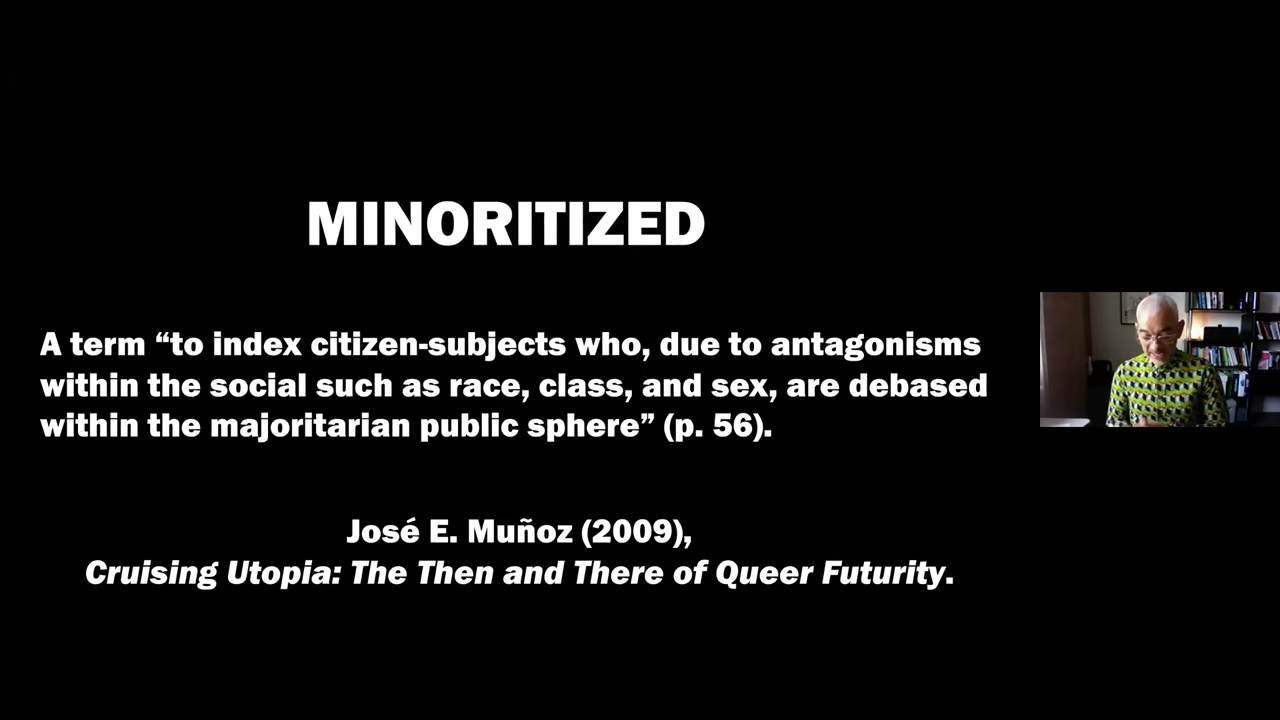 MINORITIZED
A term “to index citizen-subjects who, due to antagonisms
within the social such as race, class, and sex, are debased
within the majoritarian public sphere” (p. 56).
José E. Muñoz (2009),
Cruising Utopia: The Then and There of Queer Futurity.